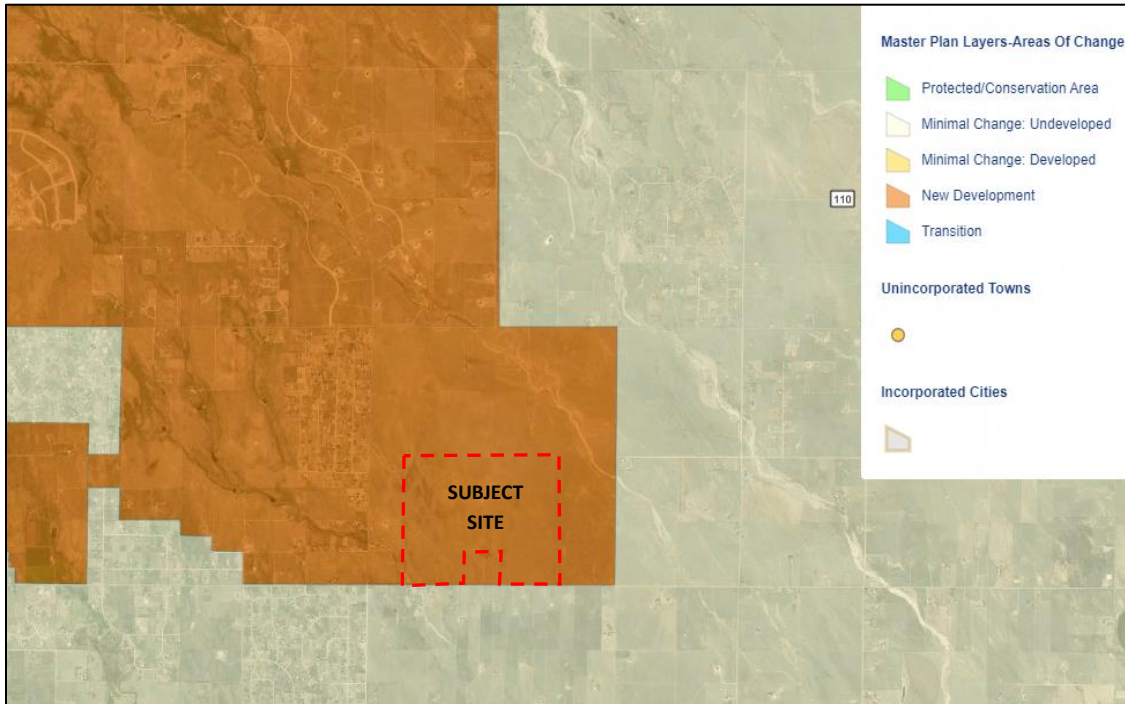 Master Plan Layers-Areas Of Change
Protected/Conservation Area
Minimal Change: Undeveloped
Minimal Change: Developed
New Development
Transition
Unincorporated Towns
Incorporated Cities
110
SUBJECT
SITE